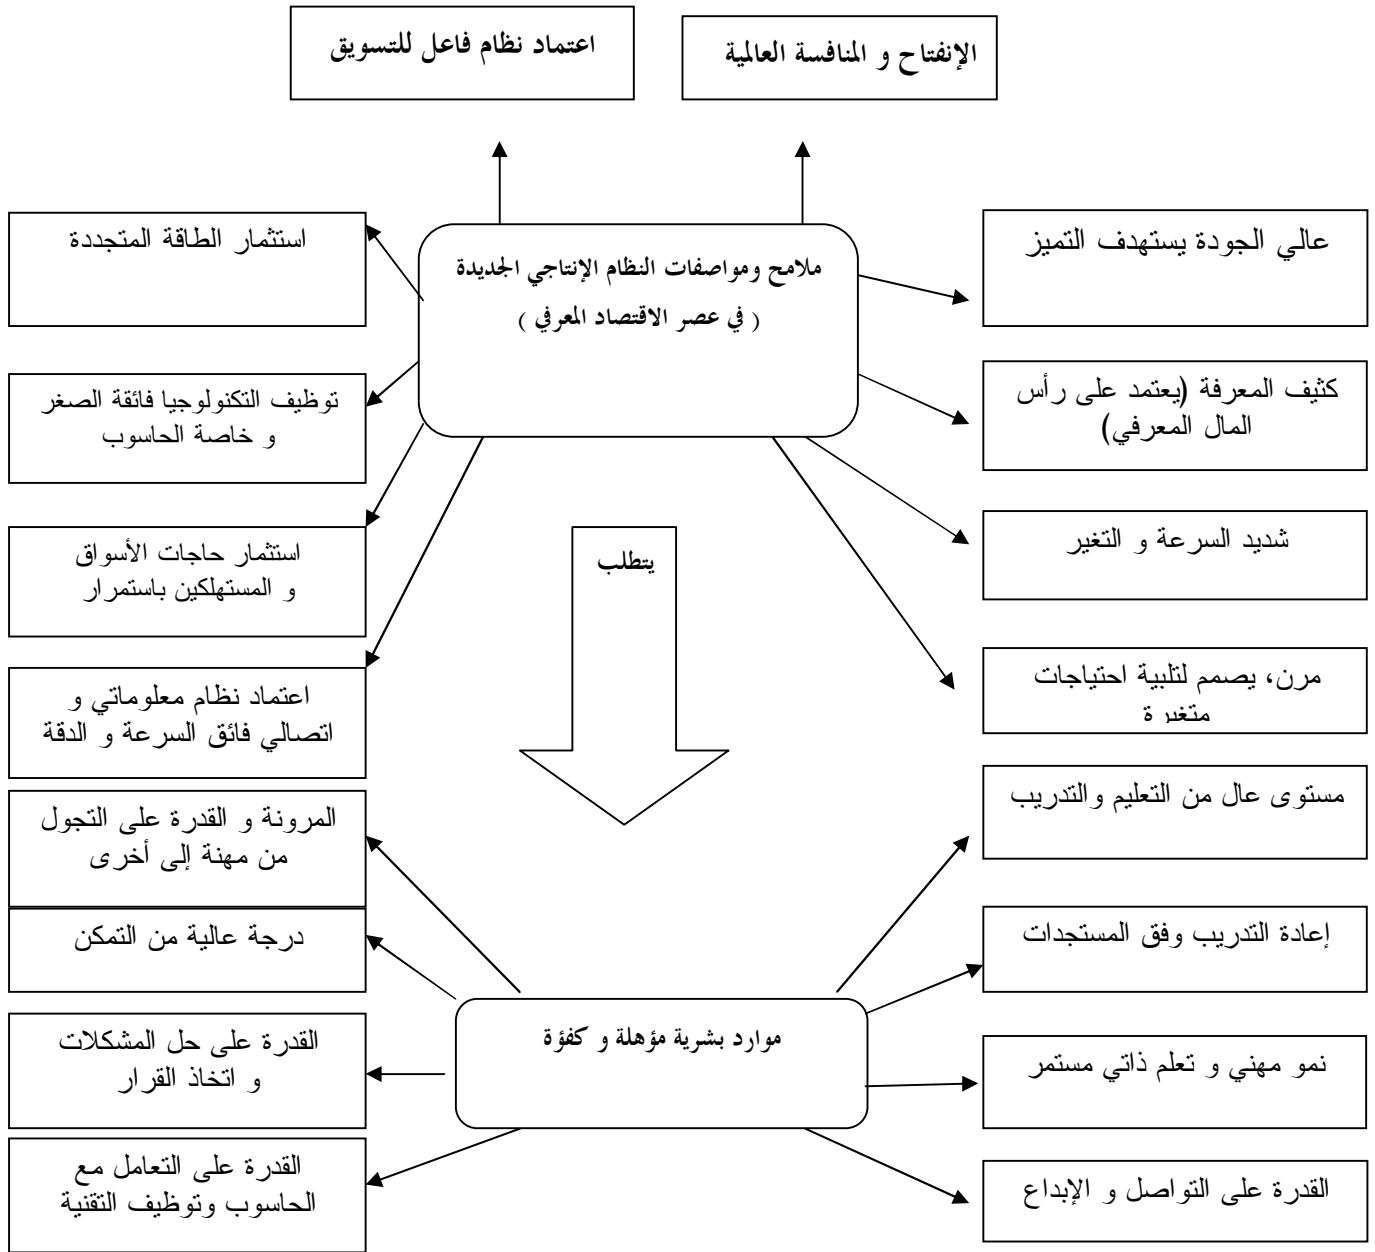 الإنفتاح و المنافسة العالمية
اعتماد نظام فاعل للتسويق
ملامح ومواصفات النظام الإنتاجي الجديدة
( في عصر الاقتصاد المعرفي )
عالي الجودة يستهدف التميز
استثمار الطاقة المتجددة
كثيف المعرفة (يعتمد على رأس
المال المعرفي)
توظيف التكنولوجيا فائقة الصغر
و خاصة الحاسوب
شديد السرعة و التغير
استثمار حاجات الأسواق
و المستهلكين باستمرار
يتطلب
مرن، يصمم لتلبية احتياجات
متغيرة
اعتماد نظام معلوماتي و
اتصالي فائق السرعة و الدقة
مستوى عال من التعليم والتدريب
المرونة و القدرة على التجول
من مهنة إلى أخرى
إعادة التدريب وفق المستجدات
درجة عالية من التمكن
موارد بشرية مؤهلة و كفؤة
نمو مهني و تعلم ذاتي مستمر
القدرة على حل المشكلات
و اتخاذ القرار
القدرة على التواصل و الإبداع
القدرة على التعامل مع
الحاسوب وتوظيف التقنية